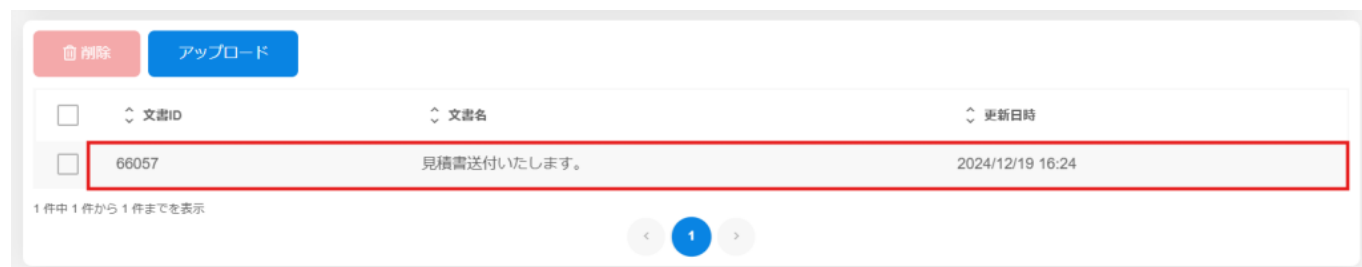 削除 アップロード
文書ID 文書名 更新日時
66057 見積書送付いたします。 2024/12/19 16:24
1 件中 1 件から 1 件までを表示
‹ 1 ›